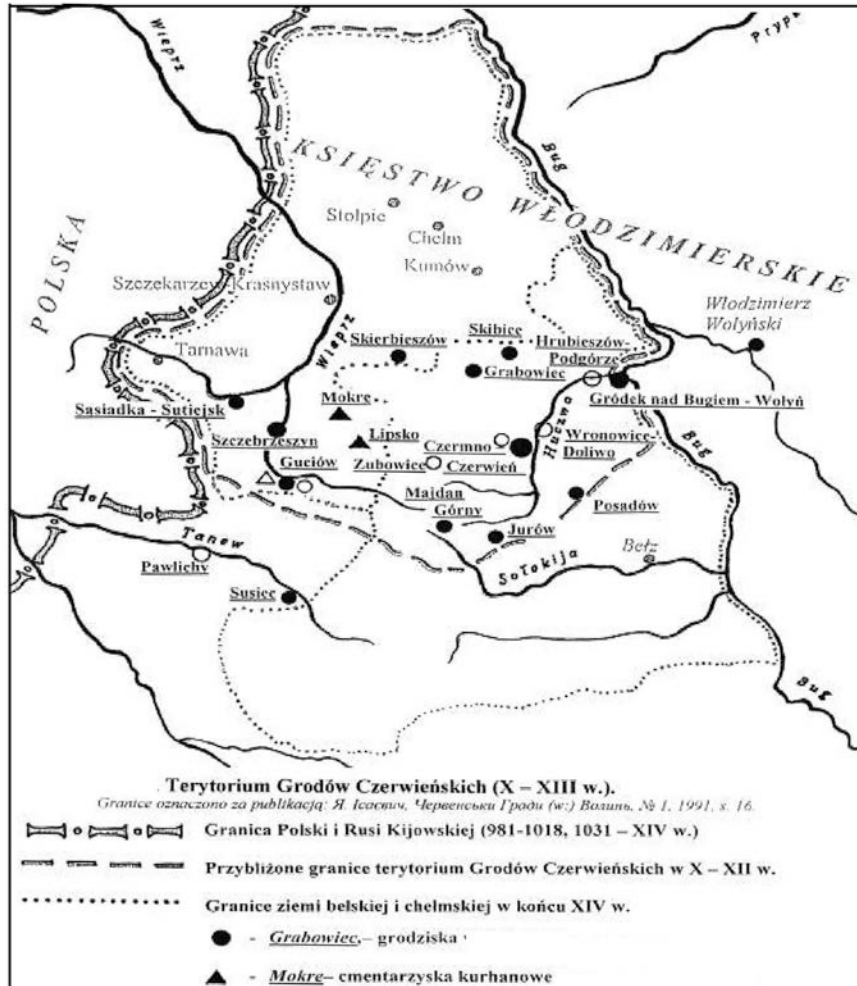 Wieprz
Pryp
Bug
KSIĘSTWO WŁODZIMIERSKIE
POLSKA
Stołpie
Chełm
Kumów
Szczekarzew-Krasnystaw
Włodzimierz
Wołyński
Wieprz
Tarnawa
Skierbieszów
Skibice
Hrubieszów-
Podgórze
Grabowiec
Gródek nad Bugiem - Wołyń
Sąsiadka - Sutiejsk
Mokre
Huczwa
Szczebrzeszyn
Lipsko
Czermno
Czerwień
Wronowice-
Doliwo
Bug
Guciów
Zubowice
Majdan
Górny
Posadów
Jurów
Tanew
Pawlichy
Sołokija
Bełz
Susiec
Bug
Terytorium Grodów Czerwieńskich (X – XIII w.).
Granice oznaczono za publikacją: Я. Ісаєвич, Червенськи Гради (w:) Волинь, № 1, 1991, s. 16.
Granica Polski i Rusi Kijowskiej (981-1018, 1031 – XIV w.)
Przybliżone granice terytorium Grodów Czerwieńskich w X – XII w.
Granice ziemi belskiej i chełmskiej w końcu XIV w.
- Grabowiec,– grodziska
- Mokre– cmentarzyska kurhanowe